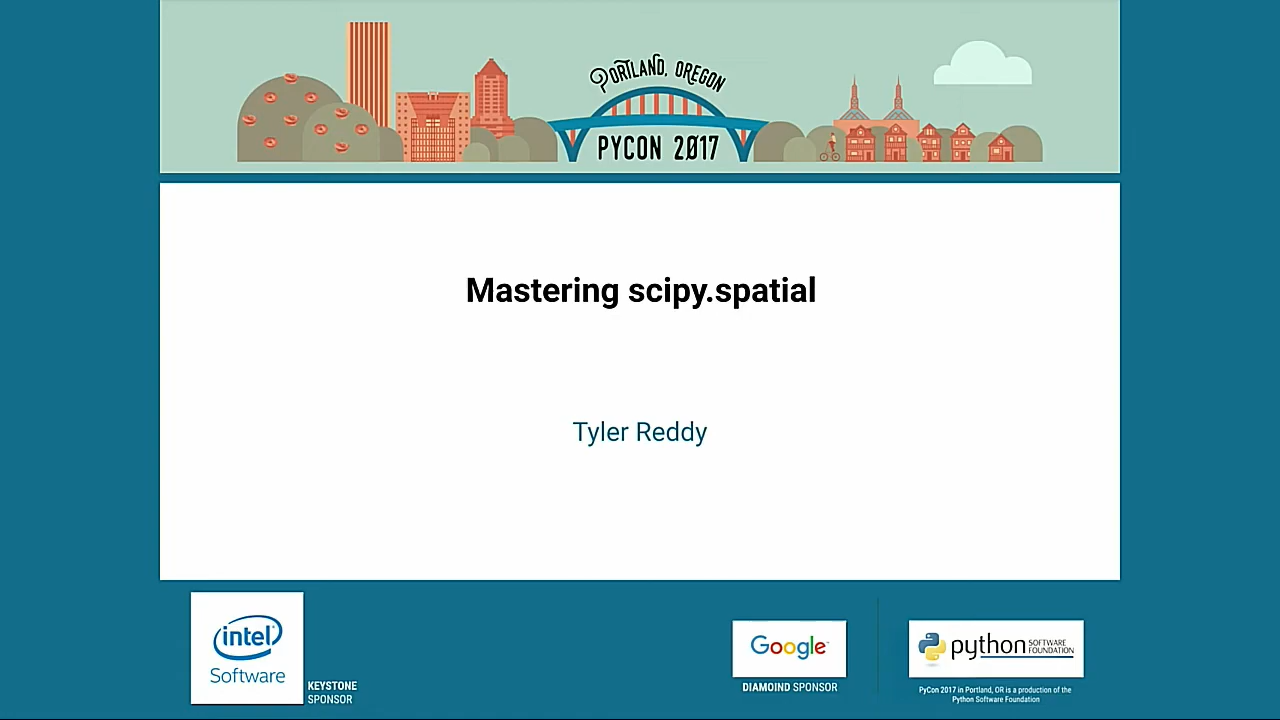 PORTLAND, OREGON
PYCON 2017
Mastering scipy.spatial
Tyler Reddy
intel
Software
KEYSTONE
SPONSOR
Google
DIAMOIND SPONSOR
python SOFTWARE
FOUNDATION
PyCon 2017 in Portland, OR is a production of the
Python Software Foundation